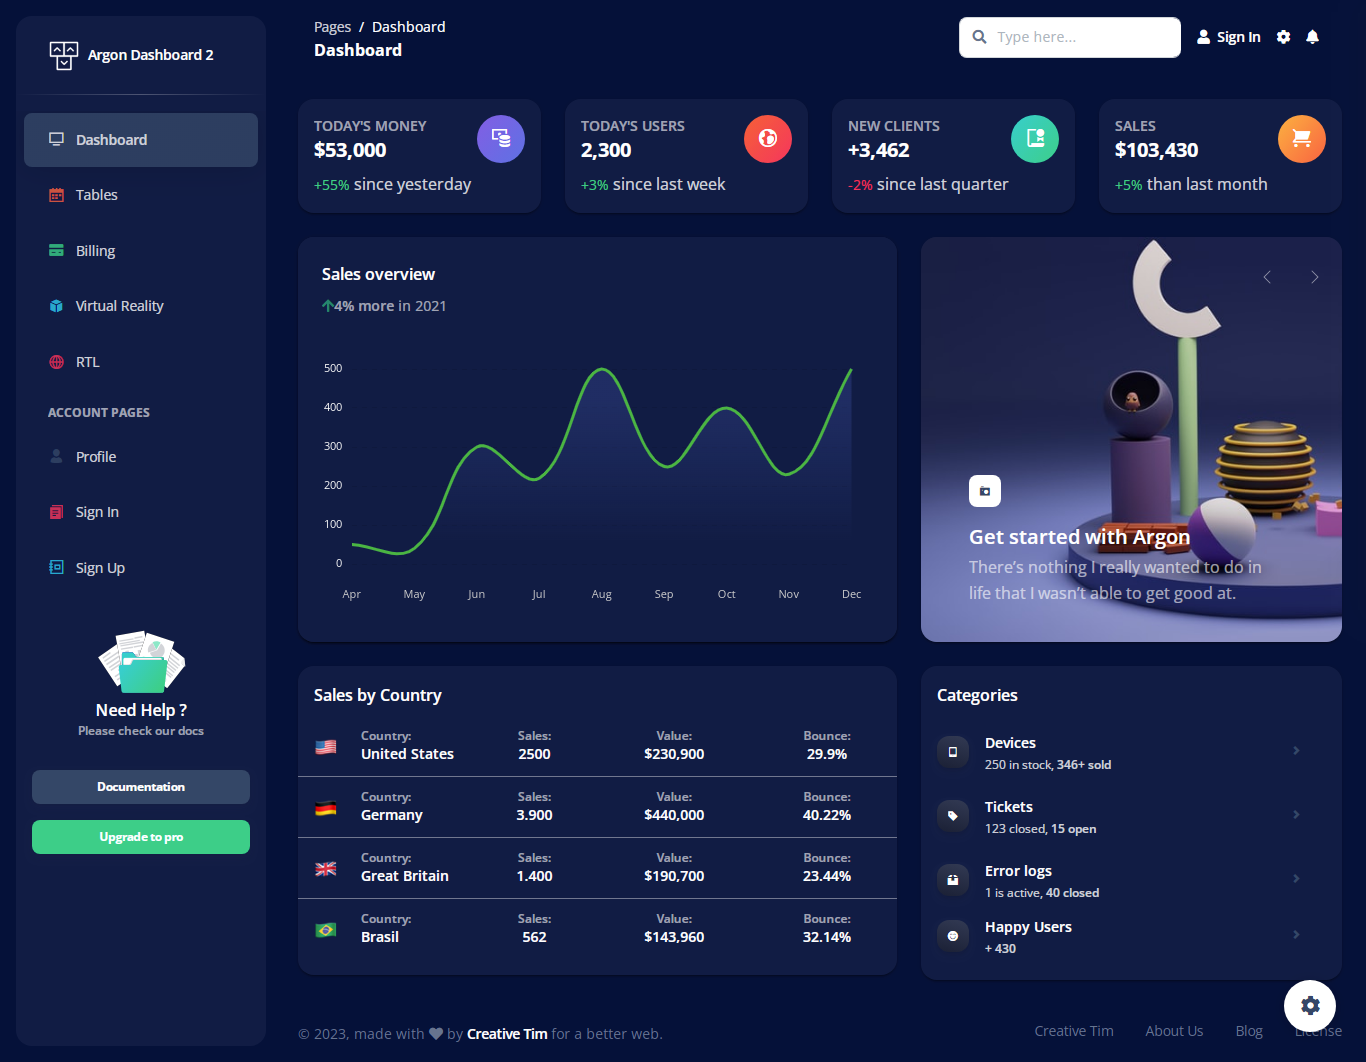 Argon Dashboard 2
Dashboard
Tables
Billing
Virtual Reality
RTL
ACCOUNT PAGES
Profile
Sign In
Sign Up
Need Help ?
Please check our docs
Documentation
Upgrade to pro
Pages / Dashboard
Dashboard
Type here...
Sign In
TODAY'S MONEY
$53,000
+55% since yesterday
TODAY'S USERS
2,300
+3% since last week
NEW CLIENTS
+3,462
-2% since last quarter
SALES
$103,430
+5% than last month
Sales overview
4% more in 2021
500
400
300
200
100
0
Apr May Jun Jul Aug Sep Oct Nov Dec
Get started with Argon
There's nothing I really wanted to do in
life that I wasn't able to get good at.
Sales by Country
Country: Sales: Value: Bounce:
United States 2500 $230,900 29.9%
Country: Sales: Value: Bounce:
Germany 3.900 $440,000 40.22%
Country: Sales: Value: Bounce:
Great Britain 1.400 $190,700 23.44%
Country: Sales: Value: Bounce:
Brasil 562 $143,960 32.14%
Categories
Devices
250 in stock, 346+ sold
Tickets
123 closed, 15 open
Error logs
1 is active, 40 closed
Happy Users
+ 430
© 2023, made with by Creative Tim for a better web.
Creative Tim About Us Blog License